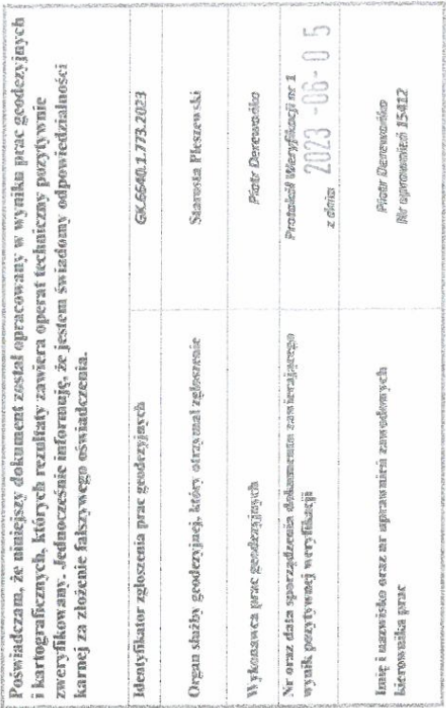 Poświadczam, że niniejszy dokument został opracowany w wyniku prac geodezyjnych
i kartograficznych, których rezultaty zawiera operat techniczny pozytywnie
zweryfikowany. Jednocześnie informuję, że jestem świadomy odpowiedzialności
karnej za złożenie fałszywego oświadczenia.
Identyfikator zgłoszenia prac geodezyjnych
GK.6640.1.773.2023
Organ służby geodezyjnej, który otrzymał zgłoszenie
Starosta Pleszewski
Wykonawca prac geodezyjnych
Piotr Derewońko
Nr oraz data sporządzenia dokumentu zawierającego
wynik pozytywnej weryfikacji
Protokół Weryfikacji nr 1
z dnia 2023 -06- 05
Imię i nazwisko oraz nr uprawnień zawodowych
kierownika prac
Piotr Derewońko
Nr uprawnień 15412